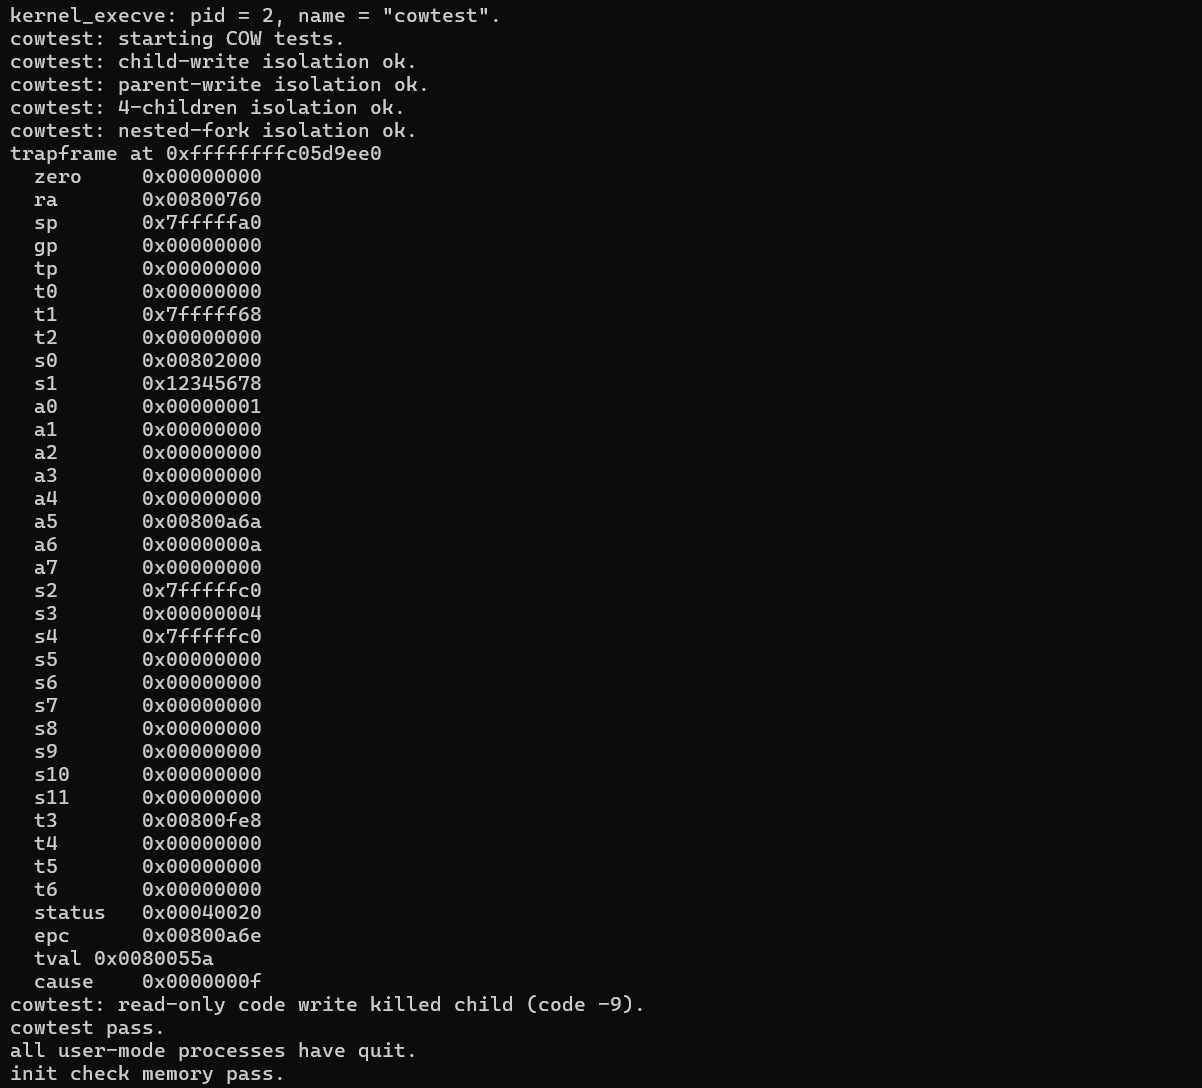 kernel_execve: pid = 2, name = "cowtest".
cowtest: starting COW tests.
cowtest: child-write isolation ok.
cowtest: parent-write isolation ok.
cowtest: 4-children isolation ok.
cowtest: nested-fork isolation ok.
trapframe at 0xffffffffc05d9ee0
  zero     0x00000000
  ra       0x00800760
  sp       0x7fffffa0
  gp       0x00000000
  tp       0x00000000
  t0       0x00000000
  t1       0x7fffff68
  t2       0x00000000
  s0       0x00802000
  s1       0x12345678
  a0       0x00000001
  a1       0x00000000
  a2       0x00000000
  a3       0x00000000
  a4       0x00000000
  a5       0x00800a6a
  a6       0x0000000a
  a7       0x00000000
  s2       0x7fffffc0
  s3       0x00000004
  s4       0x7fffffc0
  s5       0x00000000
  s6       0x00000000
  s7       0x00000000
  s8       0x00000000
  s9       0x00000000
  s10      0x00000000
  s11      0x00000000
  t3       0x00800fe8
  t4       0x00000000
  t5       0x00000000
  t6       0x00000000
  status   0x00040020
  epc      0x00800a6e
  tval 0x0080055a
  cause    0x0000000f
cowtest: read-only code write killed child (code -9).
cowtest pass.
all user-mode processes have quit.
init check memory pass.